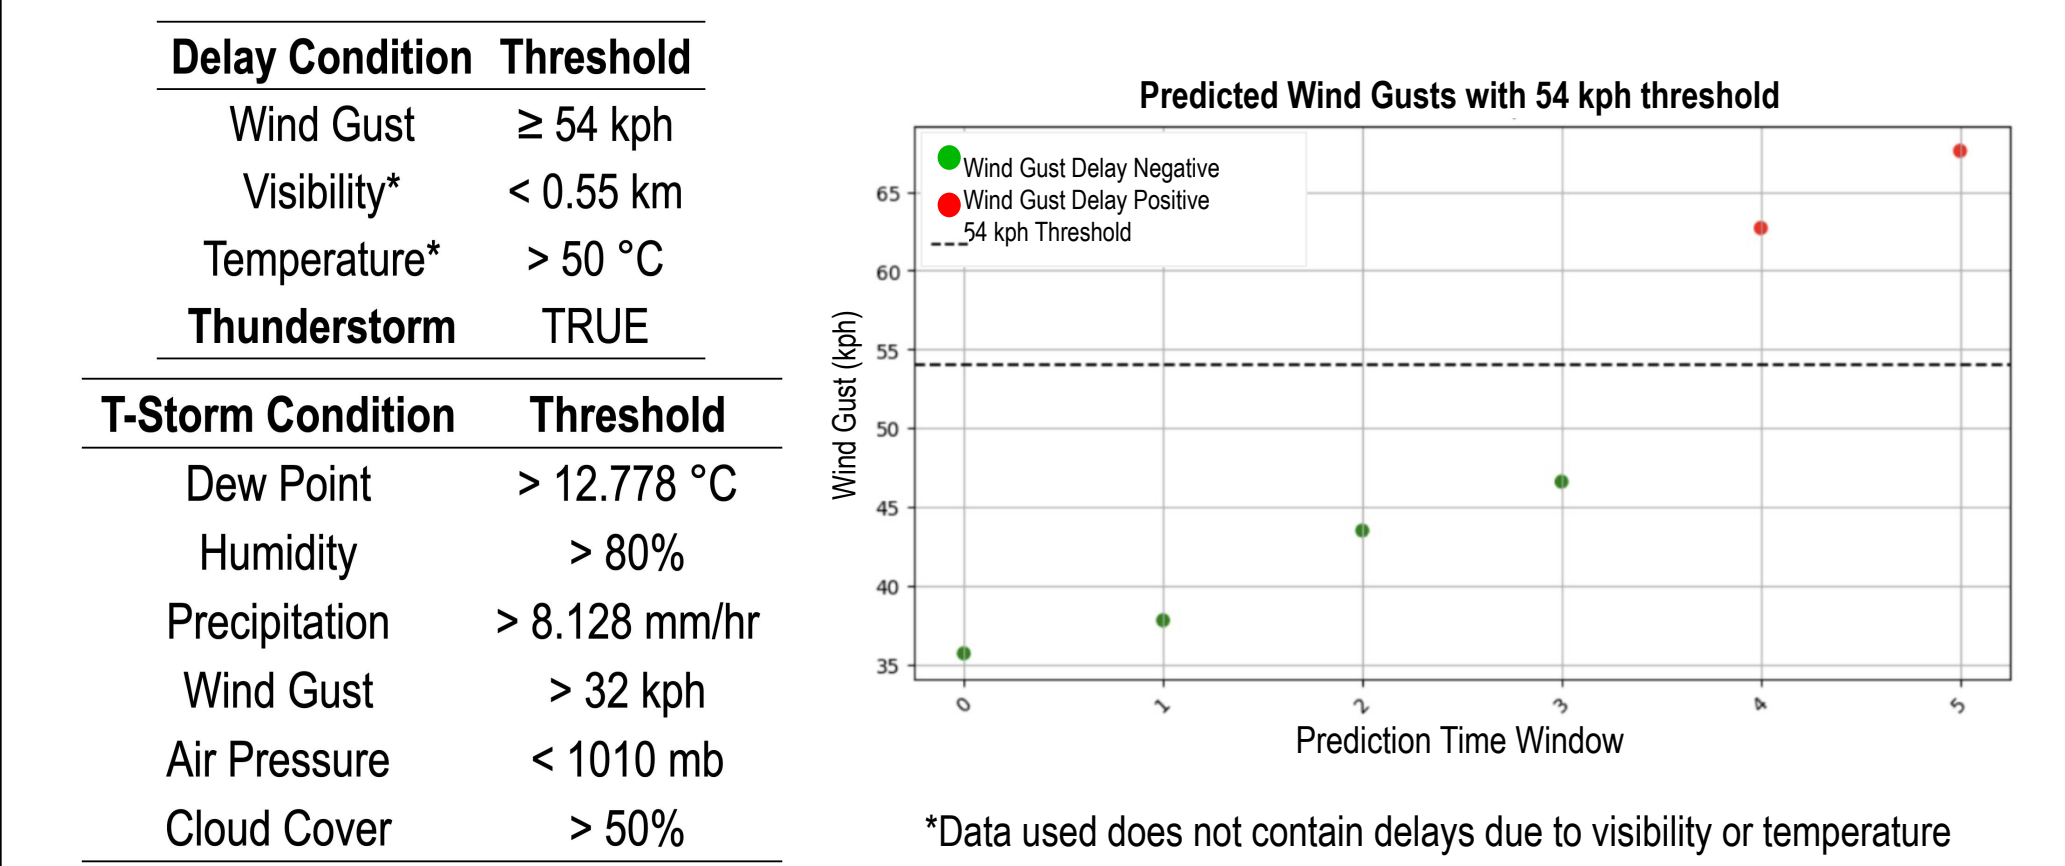 Delay Condition Threshold
Wind Gust ≥ 54 kph
Visibility* < 0.55 km
Temperature* > 50 °C
Thunderstorm TRUE
T-Storm Condition Threshold
Dew Point > 12.778 °C
Humidity > 80%
Precipitation > 8.128 mm/hr
Wind Gust > 32 kph
Air Pressure < 1010 mb
Cloud Cover > 50%
Predicted Wind Gusts with 54 kph threshold
Wind Gust Delay Negative
Wind Gust Delay Positive
54 kph Threshold
Wind Gust (kph)
65
60
55
50
45
40
35
0 1 2 3 4 5
Prediction Time Window
*Data used does not contain delays due to visibility or temperature